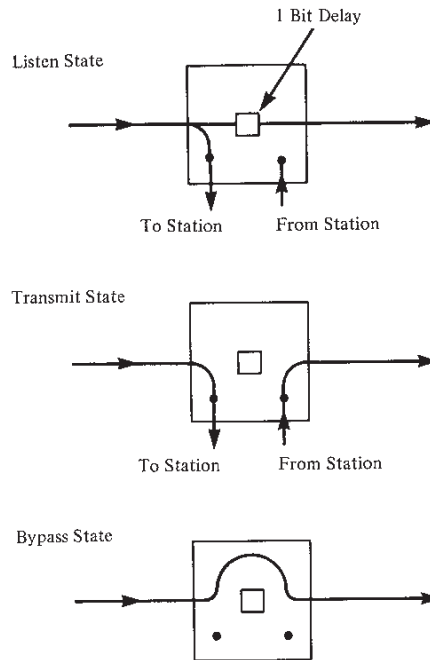 1 Bit Delay
Listen State
To Station
From Station
Transmit State
To Station
From Station
Bypass State